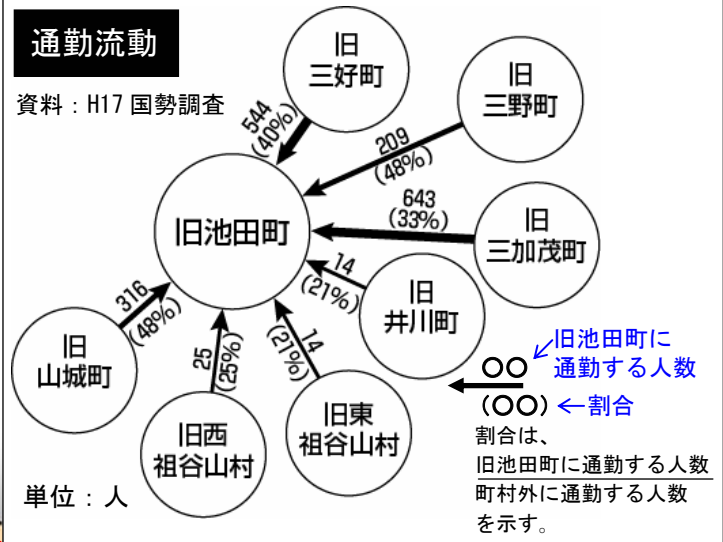 通勤流動
資料：H17 国勢調査
旧
三好町
544
(40%)
旧
三野町
209
(48%)
旧池田町
643
(33%)
旧
三加茂町
14
(21%)
旧
井川町
316
(48%)
旧
山城町
25
(25%)
旧西
祖谷山村
14
(21%)
旧東
祖谷山村
○○
(○○)
旧池田町に
通勤する人数
←割合
割合は、
旧池田町に通勤する人数
町村外に通勤する人数
を示す。
単位：人